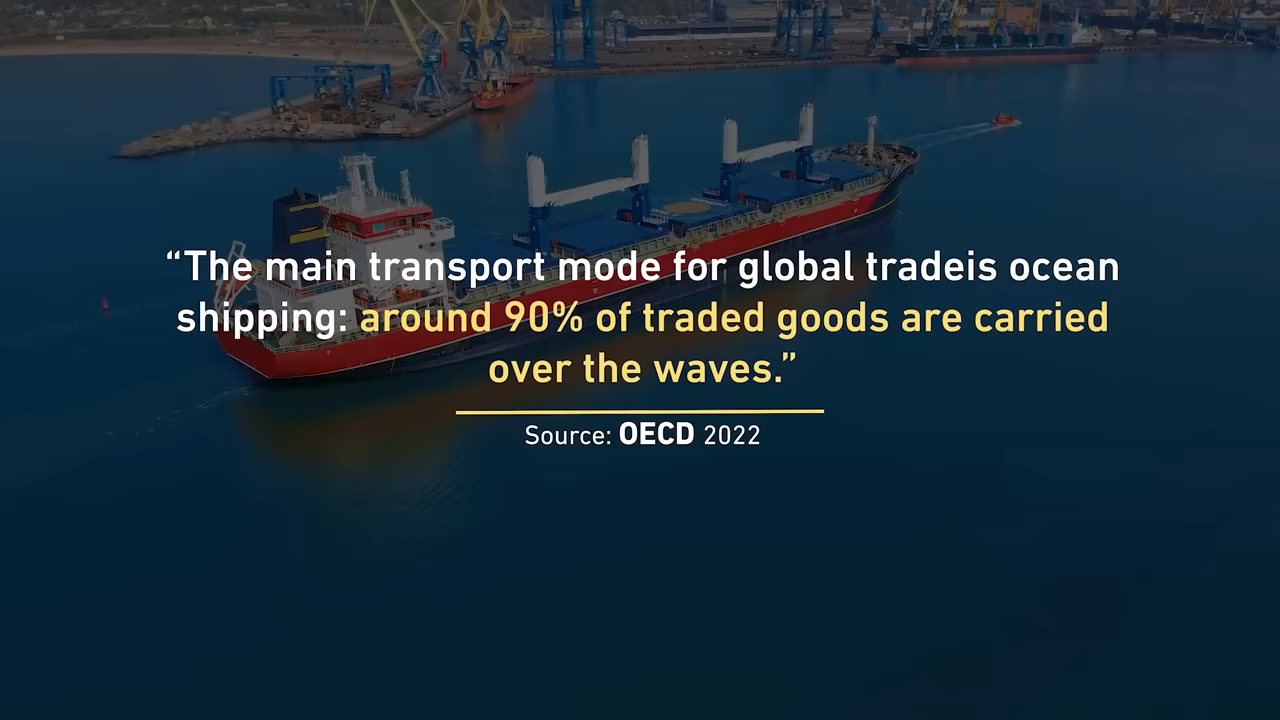 “The main transport mode for global tradeis ocean
shipping: around 90% of traded goods are carried
over the waves.”
Source: OECD 2022